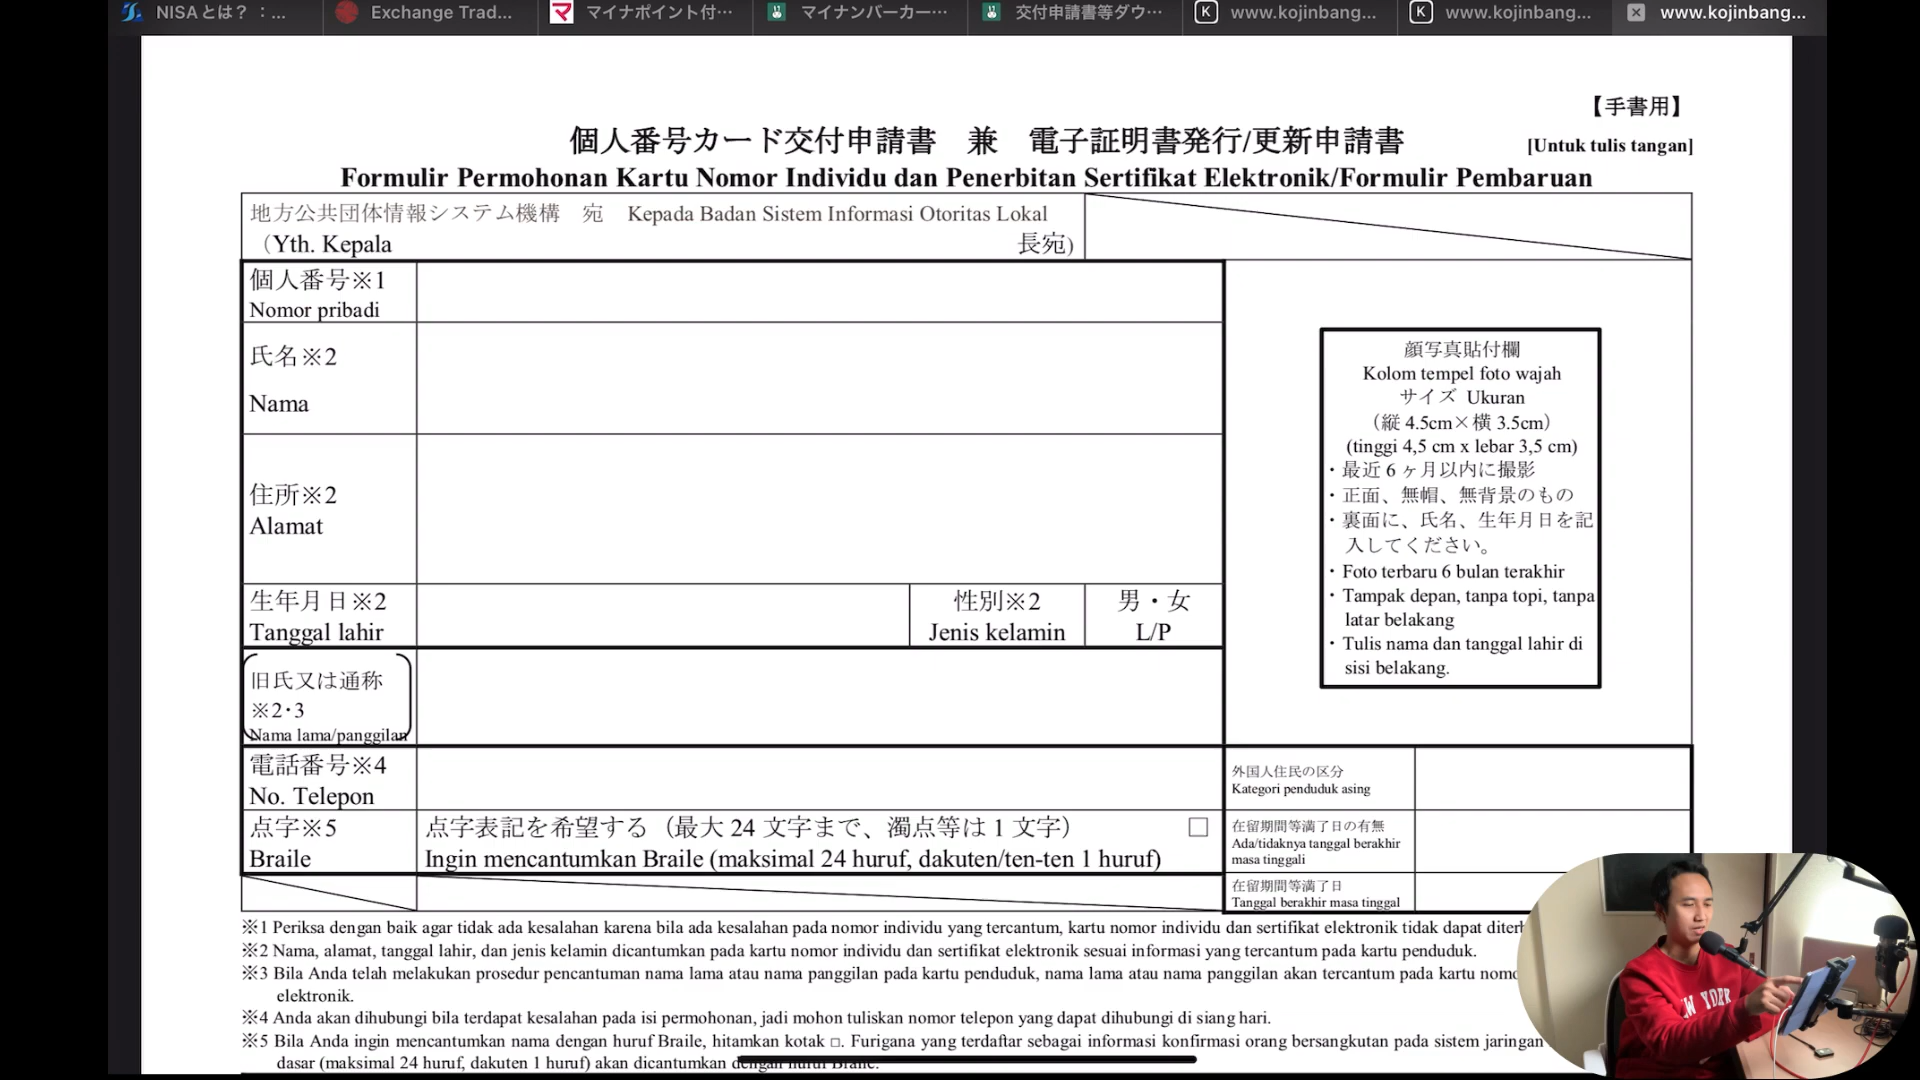 NISAとは？ : ...
Exchange Trad...
マイナポイント付…
マイナンバーカー…
交付申請書等ダウ…
www.kojinbang...
www.kojinbang...
www.kojinbang...
【手書用】
個人番号カード交付申請書　兼　電子証明書発行/更新申請書
[Untuk tulis tangan]
Formulir Permohonan Kartu Nomor Individu dan Penerbitan Sertifikat Elektronik/Formulir Pembaruan
地方公共団体情報システム機構　宛　Kepada Badan Sistem Informasi Otoritas Lokal
（Yth. Kepala 長宛)
個人番号※1
Nomor pribadi
氏名※2
Nama
住所※2
Alamat
生年月日※2
Tanggal lahir
性別※2
Jenis kelamin
男・女
L/P
旧氏又は通称
※2･3
Nama lama/panggilan
電話番号※4
No. Telepon
点字※5
Braile
点字表記を希望する（最大 24 文字まで、濁点等は 1 文字） □
Ingin mencantumkan Braile (maksimal 24 huruf, dakuten/ten-ten 1 huruf)
顔写真貼付欄
Kolom tempel foto wajah
サイズ Ukuran
（縦 4.5cm×横 3.5cm）
(tinggi 4,5 cm x lebar 3,5 cm)
・最近 6 ヶ月以内に撮影
・正面、無帽、無背景のもの
・裏面に、氏名、生年月日を記
入してください。
・Foto terbaru 6 bulan terakhir
・Tampak depan, tanpa topi, tanpa
latar belakang
・Tulis nama dan tanggal lahir di
sisi belakang.
外国人住民の区分
Kategori penduduk asing
在留期間等満了日の有無
Ada/tidaknya tanggal berakhir
masa tinggali
在留期間等満了日
Tanggal berakhir masa tinggal
※1 Periksa dengan baik agar tidak ada kesalahan karena bila ada kesalahan pada nomor individu yang tercantum, kartu nomor individu dan sertifikat elektronik tidak dapat
※2 Nama, alamat, tanggal lahir, dan jenis kelamin dicantumkan pada kartu nomor individu dan sertifikat elektronik sesuai informasi yang tercantum pada kartu penduduk.
※3 Bila Anda telah melakukan prosedur pencantuman nama lama atau nama panggilan pada kartu penduduk, nama lama atau nama panggilan akan tercantum pada kartu
elektronik.
※4 Anda akan dihubungi bila terdapat kesalahan pada isi permohonan, jadi mohon tuliskan nomor telepon yang dapat dihubungi di siang hari.
※5 Bila Anda ingin mencantumkan nama dengan huruf Braile, hitamkan kotak □. Furigana yang terdaftar sebagai informasi konfirmasi orang bersangkutan pada sistem jaringan
dasar (maksimal 24 huruf, dakuten 1 huruf) akan dicantumkan dengan huruf Braile.